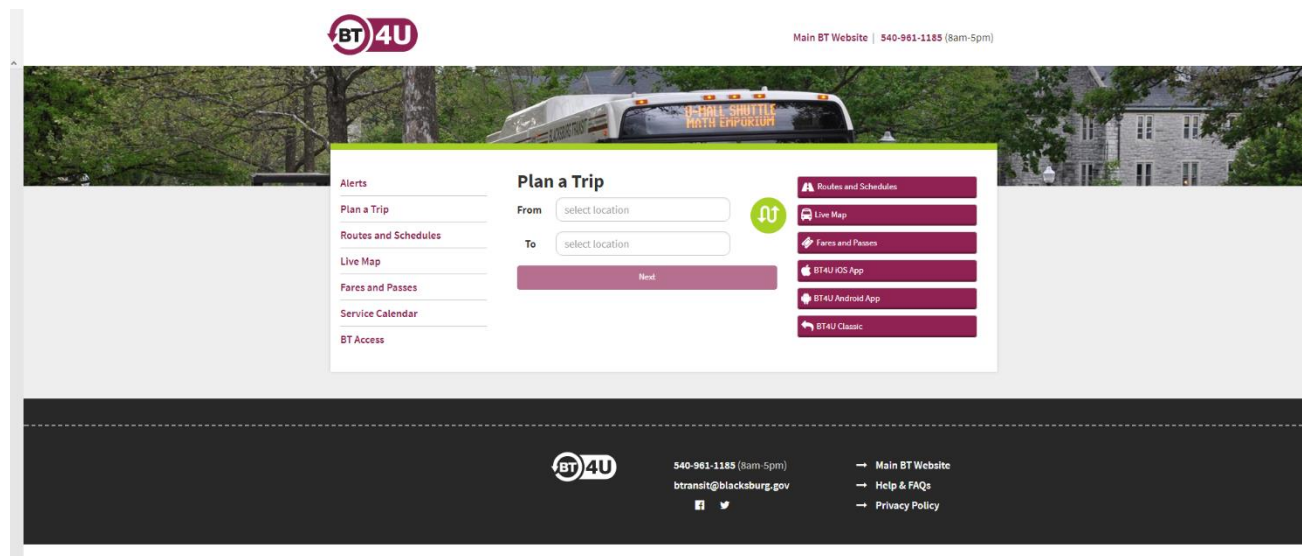 BT 4U
Main BT Website | 540-961-1185 (8am-5pm)
U-HALL SHUTTLE
MATH EMPORIUM
BLACKSBURG TRANSIT
Alerts
Plan a Trip
Routes and Schedules
Live Map
Fares and Passes
Service Calendar
BT Access
Plan a Trip
From select location
To select location
Next
Routes and Schedules
Live Map
Fares and Passes
BT4U iOS App
BT4U Android App
BT4U Classic
BT 4U
540-961-1185 (8am-5pm)
btransit@blacksburg.gov
→ Main BT Website
→ Help & FAQs
→ Privacy Policy